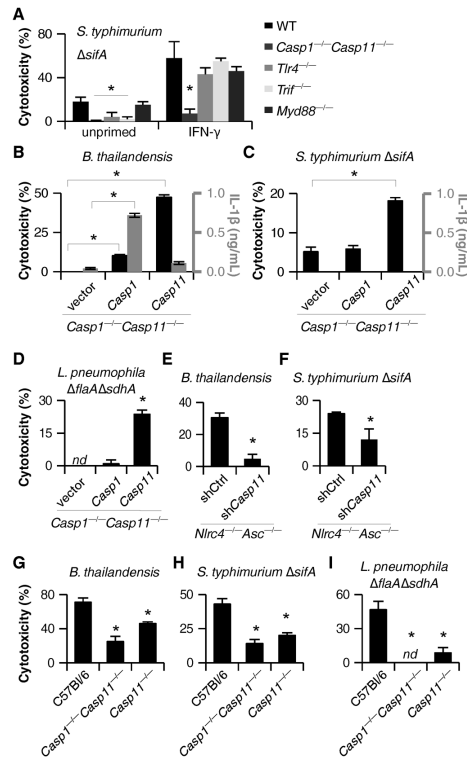 A
S. typhimurium
ΔsifA
Cytotoxicity (%)
80
40
0
*
*
unprimed
IFN-γ
WT
Casp1–/–Casp11–/–
Tlr4–/–
Trif–/–
Myd88–/–
B
B. thailandensis
Cytotoxicity (%)
50
25
0
*
*
*
1.0
0.5
0.0
IL-1β (ng/mL)
vector
Casp1
Casp11
Casp1–/–Casp11–/–
C
S. typhimurium ΔsifA
Cytotoxicity (%)
20
10
0
*
1.0
0.5
0.0
IL-1β (ng/mL)
vector
Casp1
Casp11
Casp1–/–Casp11–/–
D
L. pneumophila
ΔflaAΔsdhA
Cytotoxicity (%)
30
15
0
nd
*
vector
Casp1
Casp11
Casp1–/–Casp11–/–
E
B. thailandensis
40
20
0
*
shCtrl
shCasp11
Nlrc4–/–Asc–/–
F
S. typhimurium ΔsifA
30
15
0
*
shCtrl
shCasp11
Nlrc4–/–Asc–/–
G
B. thailandensis
Cytotoxicity (%)
80
40
0
*
*
C57Bl/6
Casp1–/–Casp11–/–
Casp11–/–
H
S. typhimurium ΔsifA
50
25
0
*
*
C57Bl/6
Casp1–/–Casp11–/–
Casp11–/–
I
L. pneumophila
ΔflaAΔsdhA
60
30
0
*
nd
*
C57Bl/6
Casp1–/–Casp11–/–
Casp11–/–